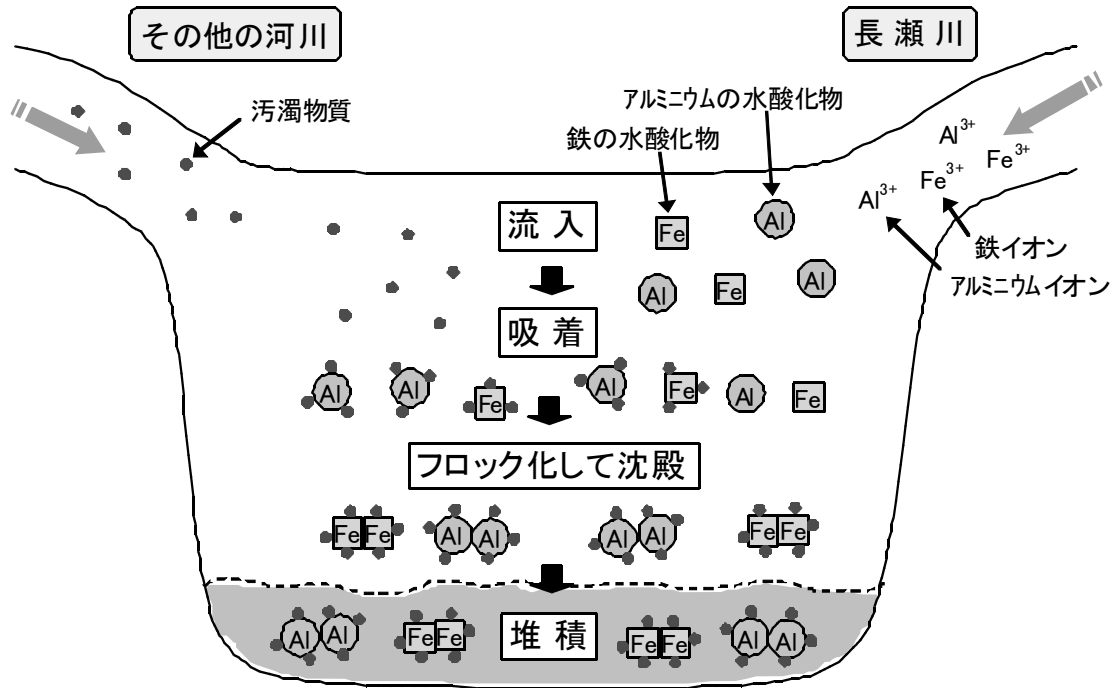 その他の河川
長瀬川
汚濁物質
アルミニウムの水酸化物
鉄の水酸化物
Al3+
Fe3+
Fe3+
Al3+
鉄イオン
アルミニウムイオン
流入
Fe
Al
Al
Fe
Al
吸着
Al
Al
Fe
Al
Fe
Al
Fe
フロック化して沈殿
Fe Fe
Al Al
Al Al
Fe Fe
堆積
Al Al
Fe Fe
Fe Fe
Al Al